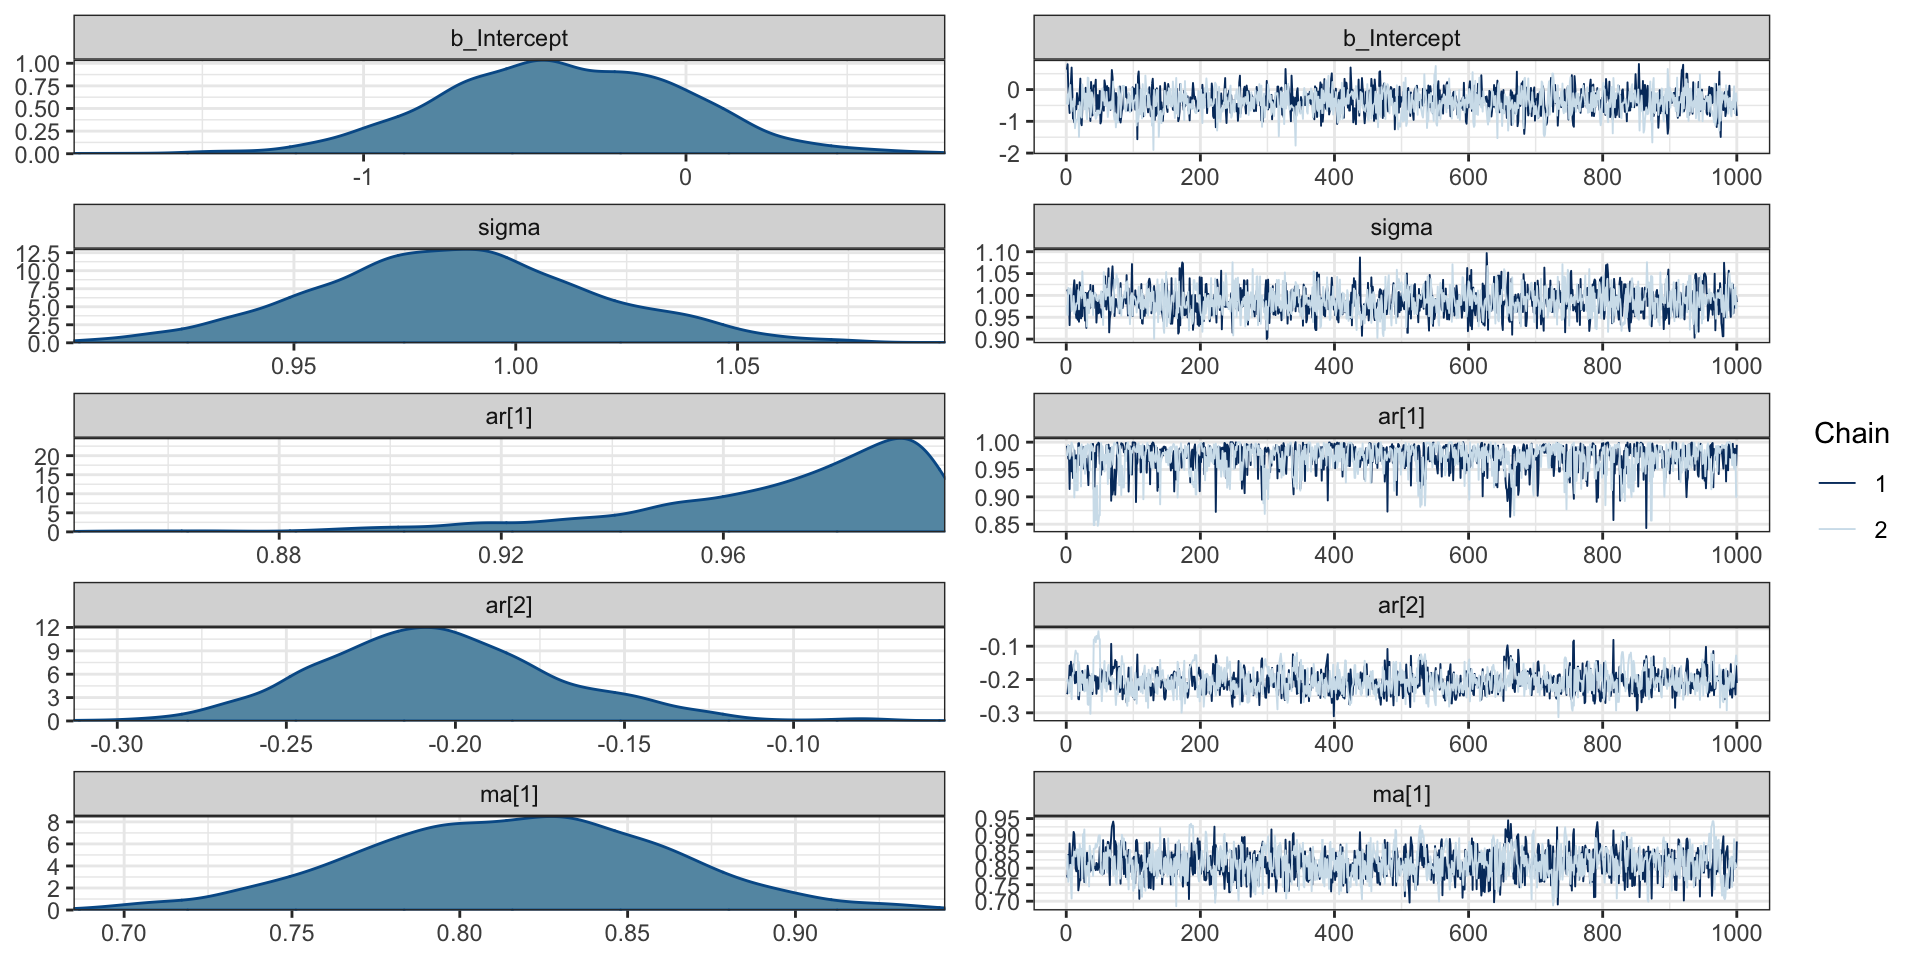 b_Intercept
1.00
0.75
0.50
0.25
0.00
-1 0
b_Intercept
0
-1
-2
0 200 400 600 800 1000
sigma
12.5
10.0
7.5
5.0
2.5
0.0
0.95 1.00 1.05
sigma
1.10
1.05
1.00
0.95
0.90
0 200 400 600 800 1000
ar[1]
20
15
10
5
0
0.88 0.92 0.96
ar[1]
1.00
0.95
0.90
0.85
0 200 400 600 800 1000
ar[2]
12
9
6
3
0
-0.30 -0.25 -0.20 -0.15 -0.10
ar[2]
-0.1
-0.2
-0.3
0 200 400 600 800 1000
ma[1]
8
6
4
2
0
0.70 0.75 0.80 0.85 0.90
ma[1]
0.95
0.90
0.85
0.80
0.75
0.70
0 200 400 600 800 1000
Chain
1
2